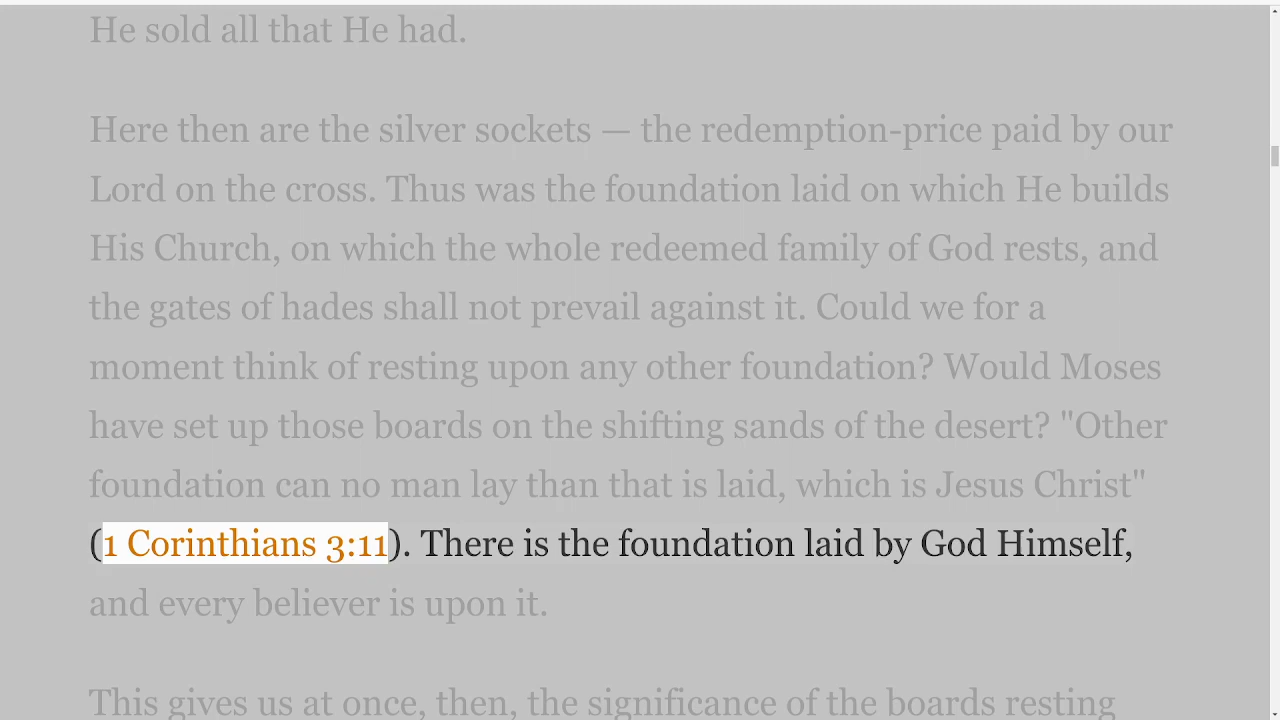 He sold all that He had.
Here then are the silver sockets — the redemption-price paid by our
Lord on the cross. Thus was the foundation laid on which He builds
His Church, on which the whole redeemed family of God rests, and
the gates of hades shall not prevail against it. Could we for a
moment think of resting upon any other foundation? Would Moses
have set up those boards on the shifting sands of the desert? "Other
foundation can no man lay than that is laid, which is Jesus Christ"
(1 Corinthians 3:11). There is the foundation laid by God Himself,
and every believer is upon it.
This gives us at once, then, the significance of the boards resting